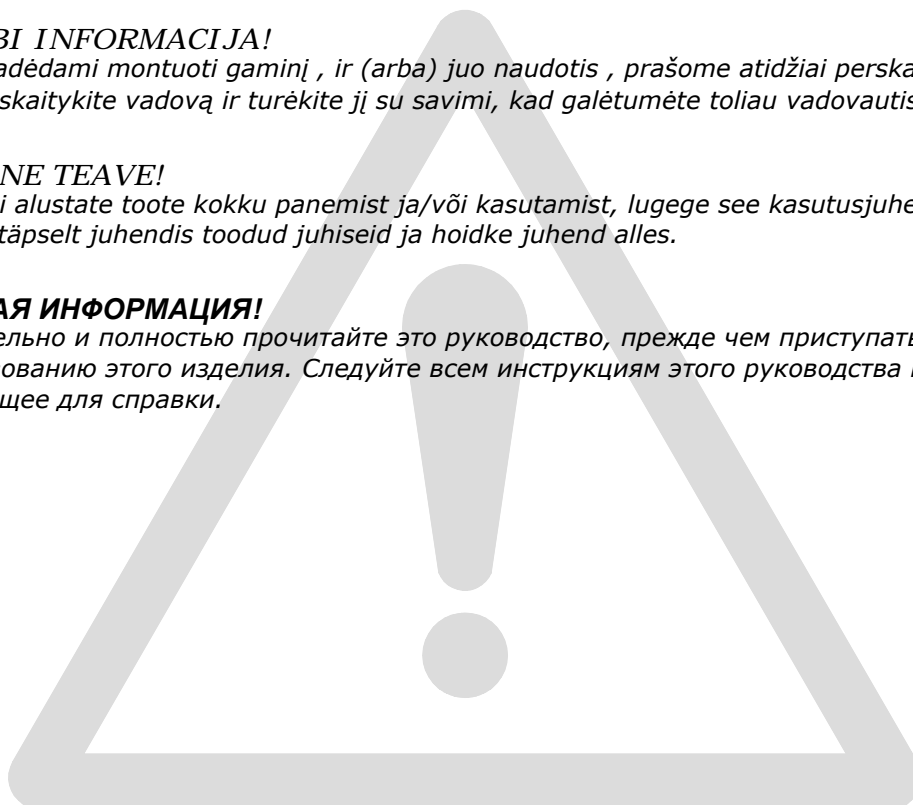 BI INFORMACIJA!
adėdami montuoti gaminį , ir (arba) juo naudotis , prašome atidžiai perska
skaitykite vadovą ir turėkite jį su savimi, kad galėtumėte toliau vadovautis
NE TEAVE!
i alustate toote kokku panemist ja/või kasutamist, lugege see kasutusjuhe
täpselt juhendis toodud juhiseid ja hoidke juhend alles.
АЯ ИНФОРМАЦИЯ!
ельно и полностью прочитайте это руководство, прежде чем приступать
ованию этого изделия. Следуйте всем инструкциям этого руководства
щее для справки.